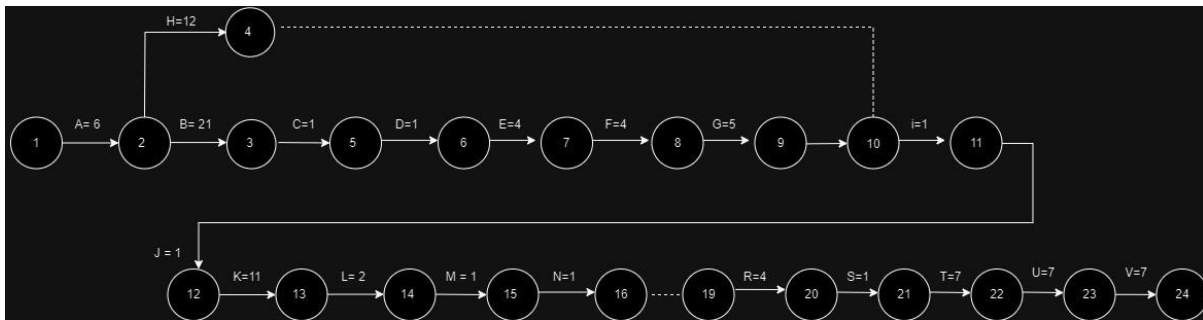 H=12
4
A= 6
B= 21
C=1
D=1
E=4
F=4
G=5
i=1
1
2
3
5
6
7
8
9
10
11
J = 1
K=11
L= 2
M = 1
N=1
R=4
S=1
T=7
U=7
V=7
12
13
14
15
16
19
20
21
22
23
24